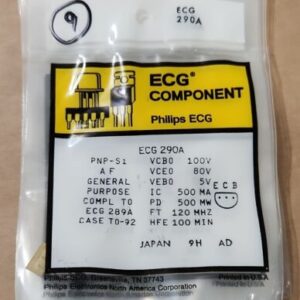 9
ECG
290A
ECG®
COMPONENT
Philips ECG
ECG 290A
PNP-Si VCBO 100V
AF VCEO 80V
GENERAL VEBO 5V
PURPOSE IC 500 MA
COMPL TO PD 500 MW
ECG 289A FT 120 MHZ
CASE TO-92 HFE 100 MIN
E C B
JAPAN 9H AD
Philips ECG, Greenville, TN 37743
Philips Electronics North America Corporation
Printed in U.S.A.